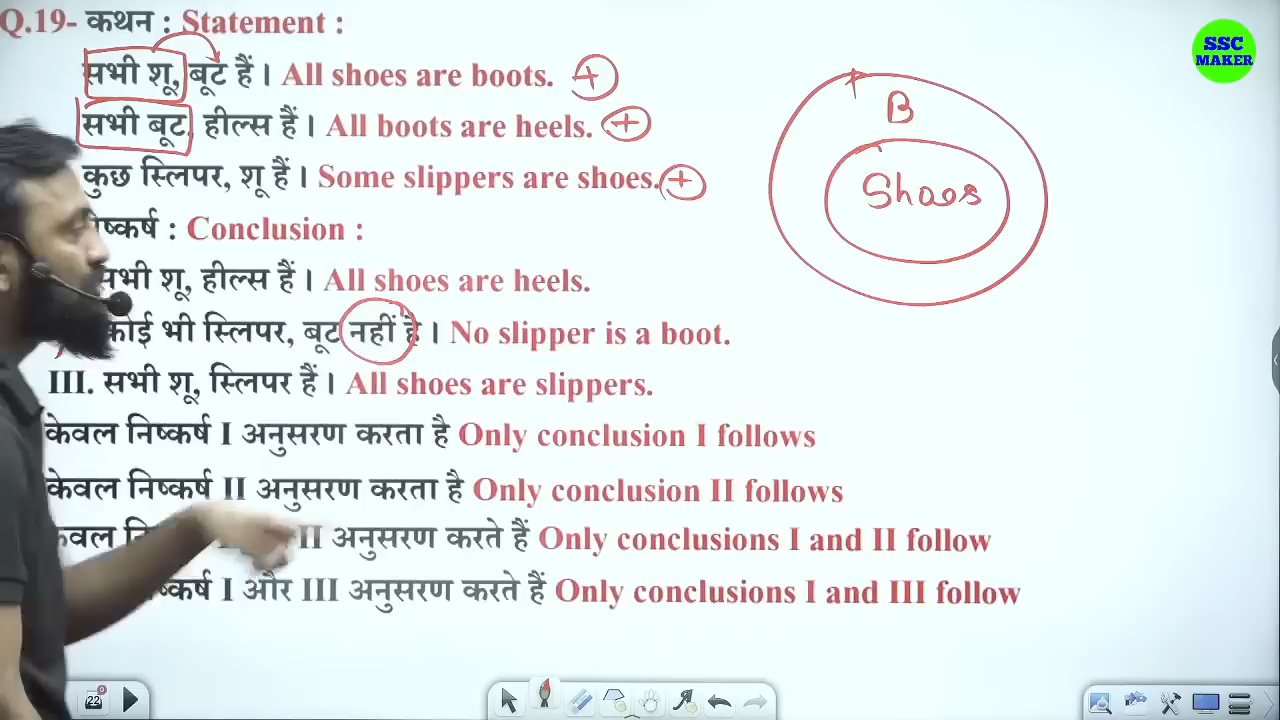 Q.19- कथन : Statement :
सभी शू, बूट हैं। All shoes are boots. +
सभी बूट, हील्स हैं। All boots are heels. +
कुछ स्लिपर, शू हैं। Some slippers are shoes. +
निष्कर्ष : Conclusion :
सभी शू, हील्स हैं। All shoes are heels.
कोई भी स्लिपर, बूट नहीं है। No slipper is a boot.
III. सभी शू, स्लिपर हैं। All shoes are slippers.
केवल निष्कर्ष I अनुसरण करता है Only conclusion I follows
केवल निष्कर्ष II अनुसरण करता है Only conclusion II follows
केवल II अनुसरण करते हैं Only conclusions I and II follow
निष्कर्ष I और III अनुसरण करते हैं Only conclusions I and III follow
B
Shoes
SSC
MAKER
22